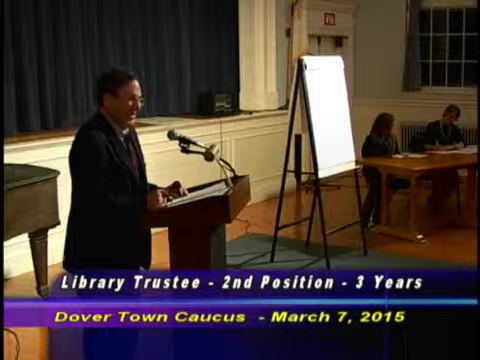 Library Trustee - 2nd Position - 3 Years
Dover Town Caucus - March 7, 2015